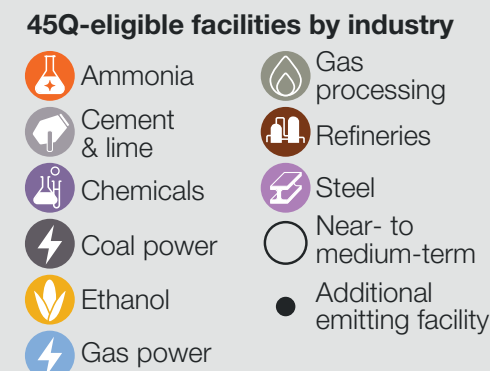 45Q-eligible facilities by industry
Ammonia
Cement
& lime
Chemicals
Coal power
Ethanol
Gas power
Gas
processing
Refineries
Steel
Near- to
medium-term
Additional
emitting facility